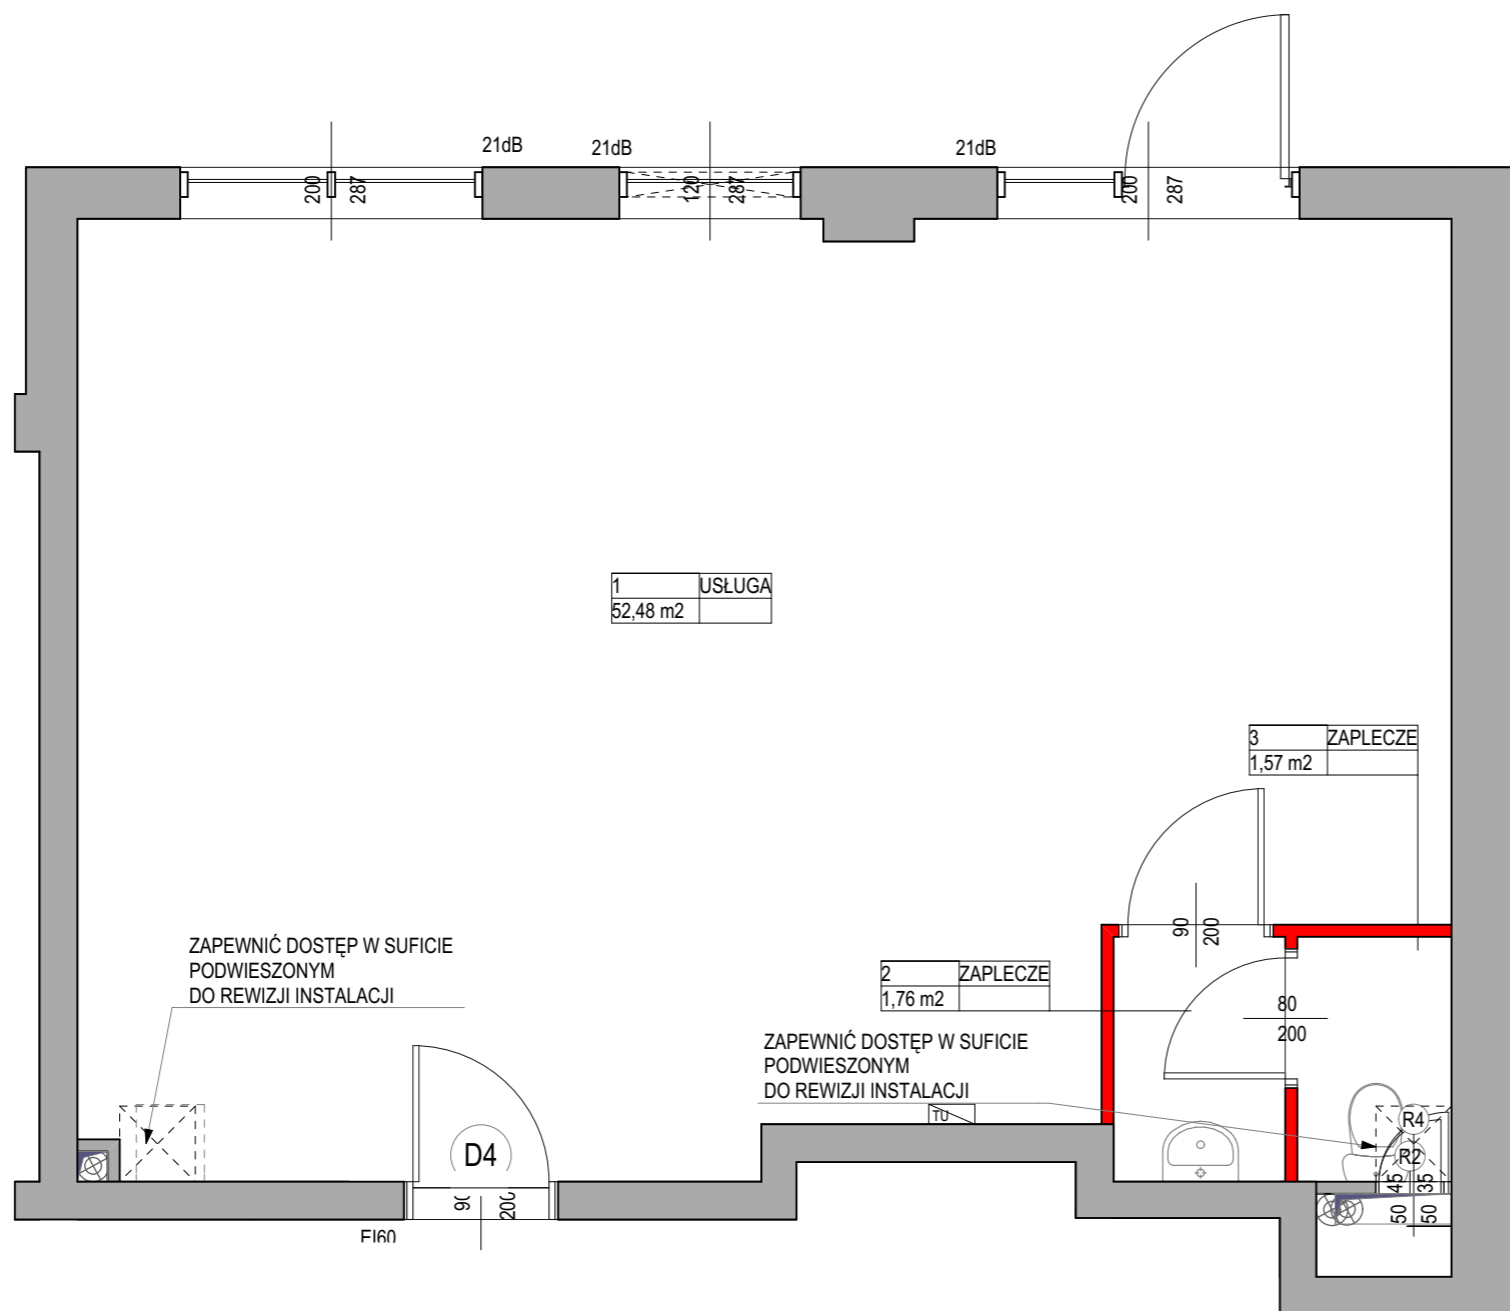 21dB
21dB
21dB
200
287
120
287
200
287
1 USŁUGA
52,48 m2
3 ZAPLECZE
1,57 m2
90
200
ZAPEWNIĆ DOSTĘP W SUFICIE
PODWIESZONYM
DO REWIZJI INSTALACJI
2 ZAPLECZE
1,76 m2
80
200
ZAPEWNIĆ DOSTĘP W SUFICIE
PODWIESZONYM
DO REWIZJI INSTALACJI
TU
R4
D4
R2
45
35
90
200
50
50
EI60